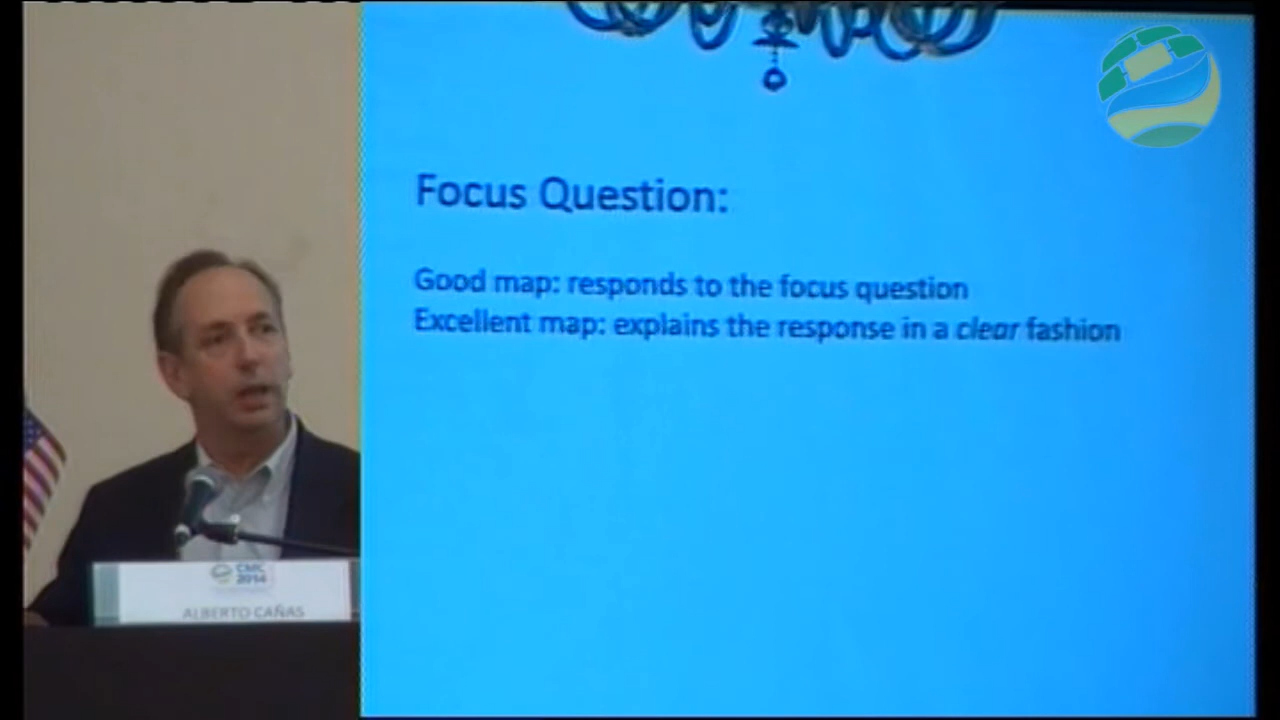 Focus Question:
Good map: responds to the focus question
Excellent map: explains the response in a clear fashion
CMC
2014
ALBERTO CAÑAS